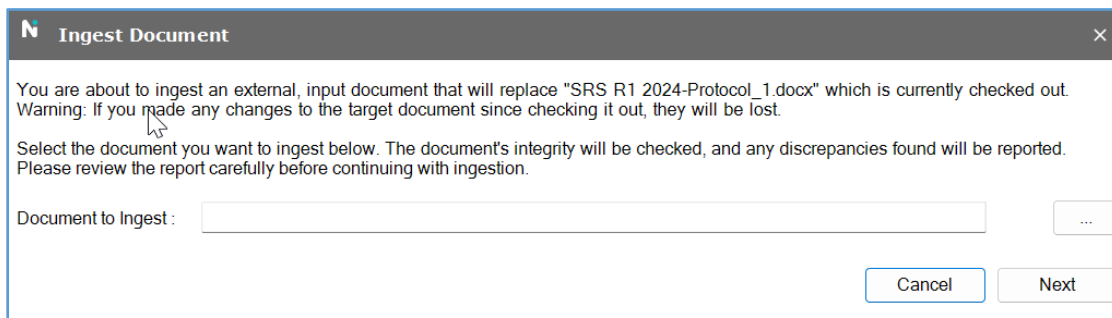 Ingest Document
You are about to ingest an external, input document that will replace "SRS R1 2024-Protocol_1.docx" which is currently checked out.
Warning: If you made any changes to the target document since checking it out, they will be lost.
Select the document you want to ingest below. The document's integrity will be checked, and any discrepancies found will be reported.
Please review the report carefully before continuing with ingestion.
Document to Ingest :
...
Cancel Next